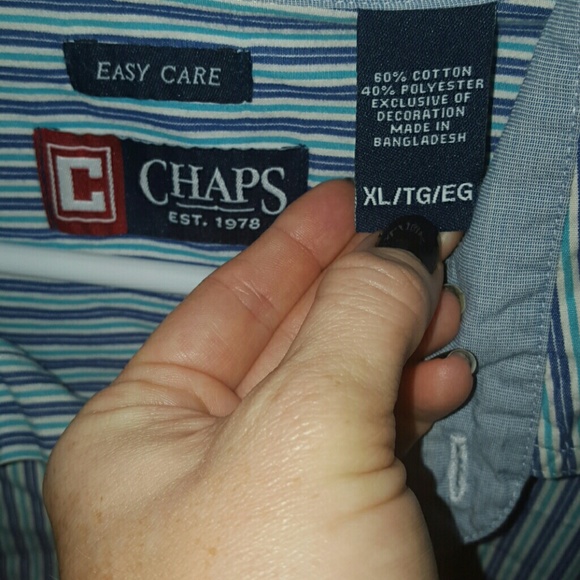 EASY CARE
C CHAPS
EST. 1978
60% COTTON
40% POLYESTER
EXCLUSIVE OF
DECORATION
MADE IN
BANGLADESH
XL/TG/EG